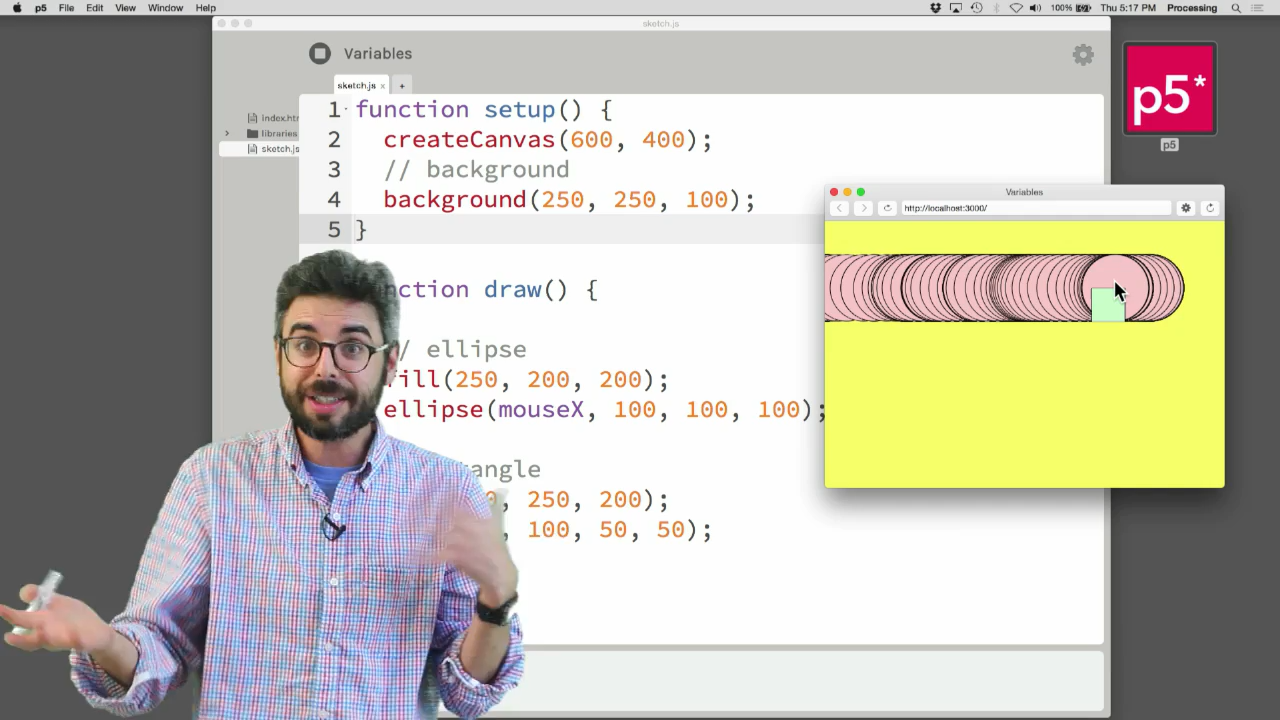 p5 File Edit View Window Help
100% Thu 5:17 PM Processing
sketch.js
Variables
sketch.js x +
index.htm
libraries
sketch.js
1 function setup() {
2 createCanvas(600, 400);
3 // background
4 background(250, 250, 100);
5 }
nction draw() {
/ ellipse
fill(250, 200, 200);
ellipse(mouseX, 100, 100, 100);
angle
, 250, 200);
, 100, 50, 50);
p5*
p5
Variables
http://localhost:3000/